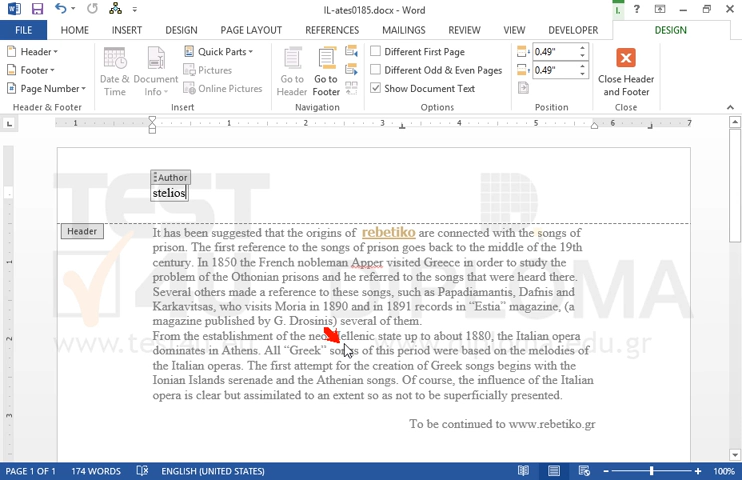 IL-ates0185.docx - Word
DESIGN
FILE HOME INSERT DESIGN PAGE LAYOUT REFERENCES MAILINGS REVIEW VIEW DEVELOPER DESIGN
Header Quick Parts Different First Page 0.49"
Footer Date & Time Document Info Pictures Go to Header Go to Footer Different Odd & Even Pages 0.49" Close Header and Footer
Page Number Online Pictures Show Document Text
Header & Footer Insert Navigation Options Position Close
1 1 2 3 4 5 6 7
Author
stelios
Header
It has been suggested that the origins of rebetiko are connected with the songs of
prison. The first reference to the songs of prison goes back to the middle of the 19th
century. In 1850 the French nobleman Apper visited Greece in order to study the
problem of the Othonian prisons and he referred to the songs that were heard there.
Several others made a reference to these songs, such as Papadiamantis, Dafnis and
Karkavitsas, who visits Moria in 1890 and in 1891 records in “Estia” magazine, (a
magazine published by G. Drosinis) several of them.
From the establishment of the neo Hellenic state up to about 1880, the Italian opera
dominates in Athens. All “Greek” songs of this period were based on the melodies of
the Italian operas. The first attempt for the creation of Greek songs begins with the
Ionian Islands serenade and the Athenian songs. Of course, the influence of the Italian
opera is clear but assimilated to an extent so as not to be superficially presented.
To be continued to www.rebetiko.gr
TEST
4U DIPLOMA
PAGE 1 OF 1 174 WORDS ENGLISH (UNITED STATES) 100%